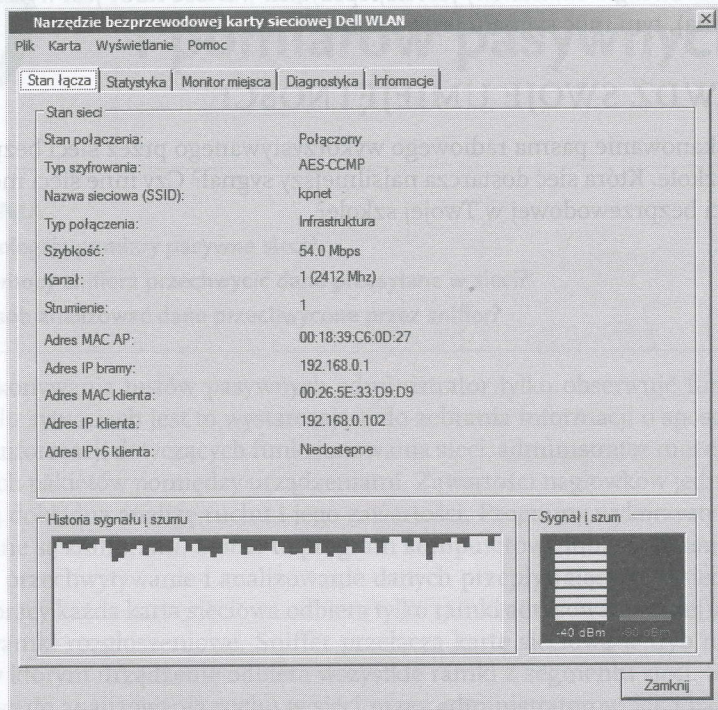 Narzędzie bezprzewodowej karty sieciowej Dell WLAN
Plik Karta Wyświetlanie Pomoc
Stan łącza Statystyka Monitor miejsca Diagnostyka Informacje
Stan sieci
Stan połączenia: Połączony
Typ szyfrowania: AES-CCMP
Nazwa sieciowa (SSID): kpnet
Typ połączenia: Infrastruktura
Szybkość: 54.0 Mbps
Kanał: 1 (2412 Mhz)
Strumienie: 1
Adres MAC AP: 00:18:39:C6:0D:27
Adres IP bramy: 192.168.0.1
Adres MAC klienta: 00:26:5E:33:D9:D9
Adres IP klienta: 192.168.0.102
Adres IPv6 klienta: Niedostępne
Historia sygnału i szumu
Sygnał i szum
-40 dBm -90 dBm
Zamknij